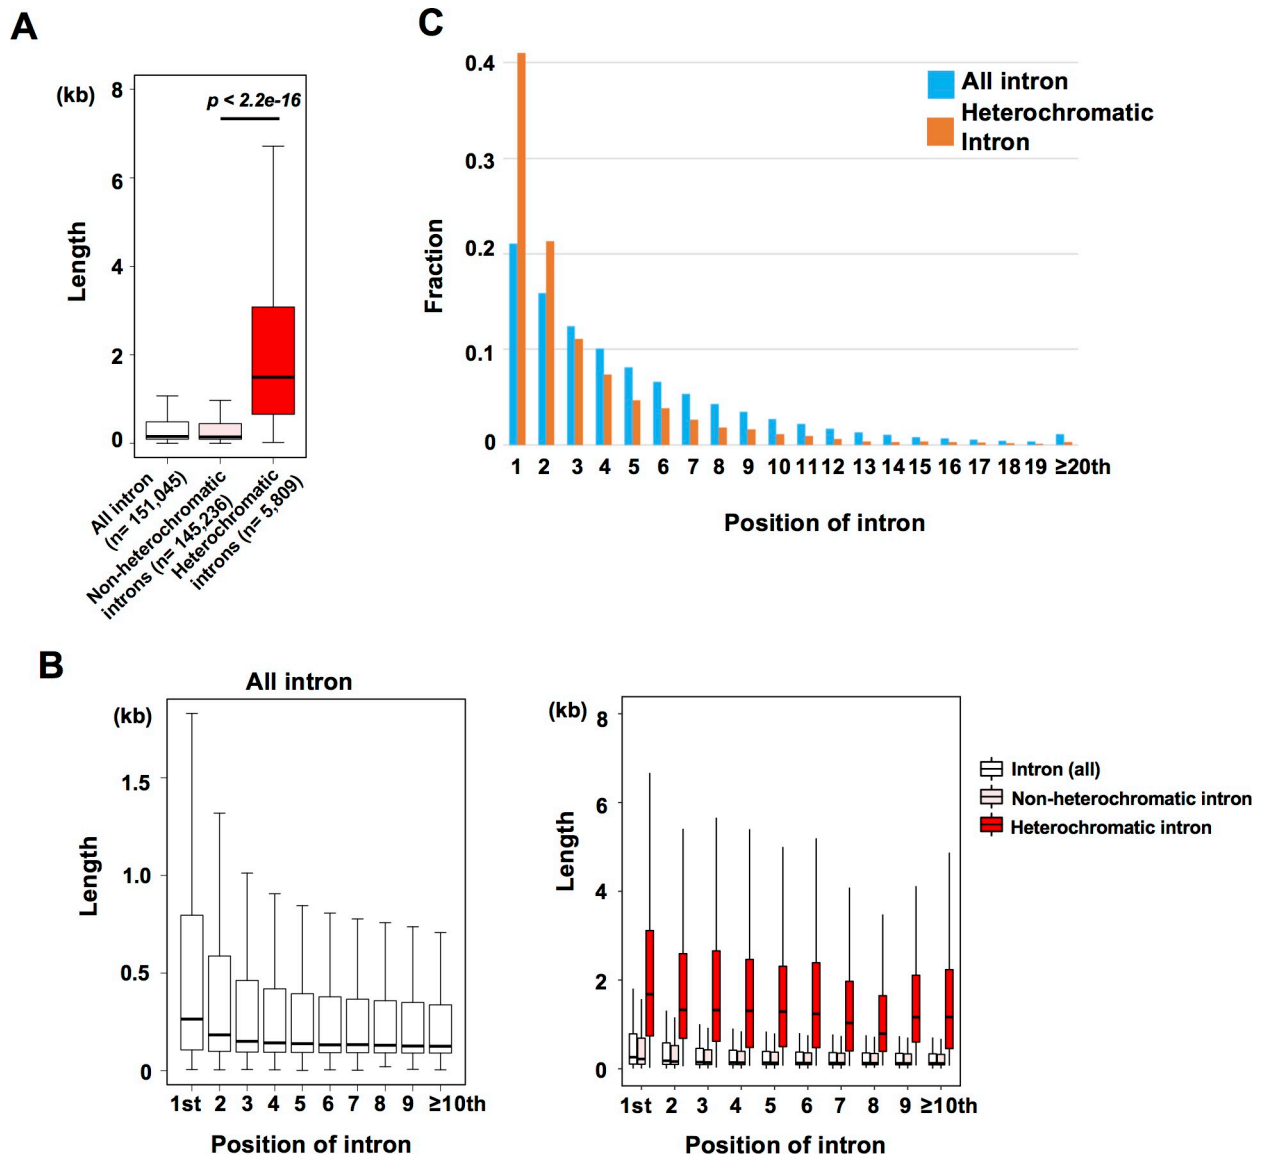 A
(kb)
8
6
4
2
0
Length
p < 2.2e-16
All intron
(n= 151,045)
Non-heterochromatic
introns (n= 145,236)
Heterochromatic
introns (n= 5,809)
C
0.4
0.3
0.2
0.1
0
Fraction
All intron
Heterochromatic
Intron
1 2 3 4 5 6 7 8 9 10 11 12 13 14 15 16 17 18 19 ≥20th
Position of intron
B
All intron
(kb)
1.5
1.0
0.5
0
Length
1st 2 3 4 5 6 7 8 9 ≥10th
Position of intron
(kb)
8
6
4
2
0
Length
1st 2 3 4 5 6 7 8 9 ≥10th
Position of intron
Intron (all)
Non-heterochromatic intron
Heterochromatic intron